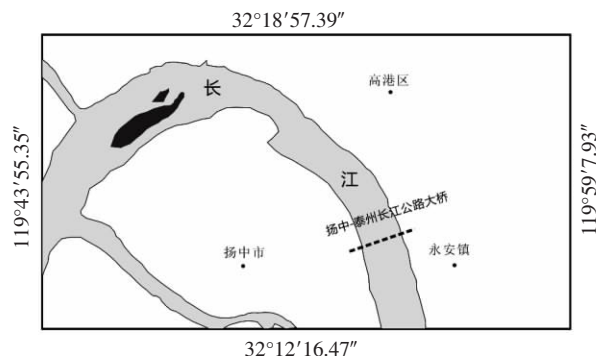 32°18′57.39″
高港区
长
119°43′55.35″
119°59′7.93″
江
扬中-泰州长江公路大桥
扬中市
永安镇
32°12′16.47″